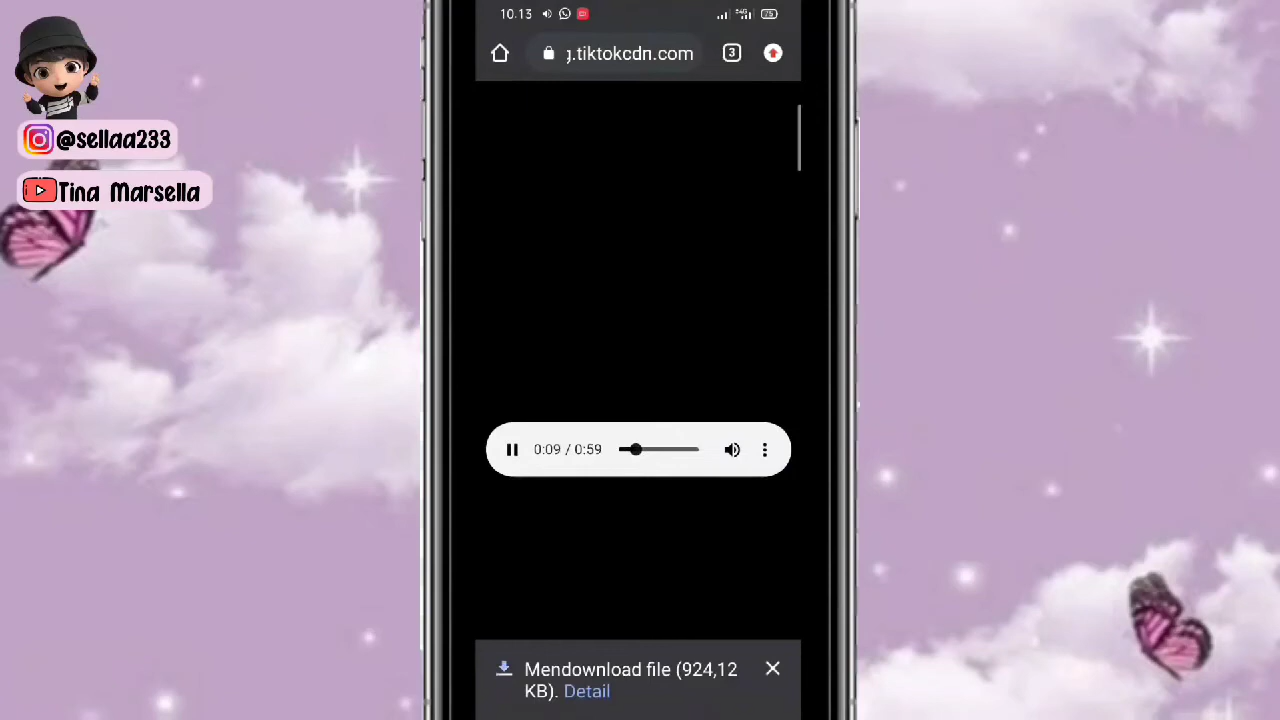 10.13
g.tiktokcdn.com
3
@sellaa233
Tina Marsella
0:09 / 0:59
Mendownload file (924,12
KB). Detail